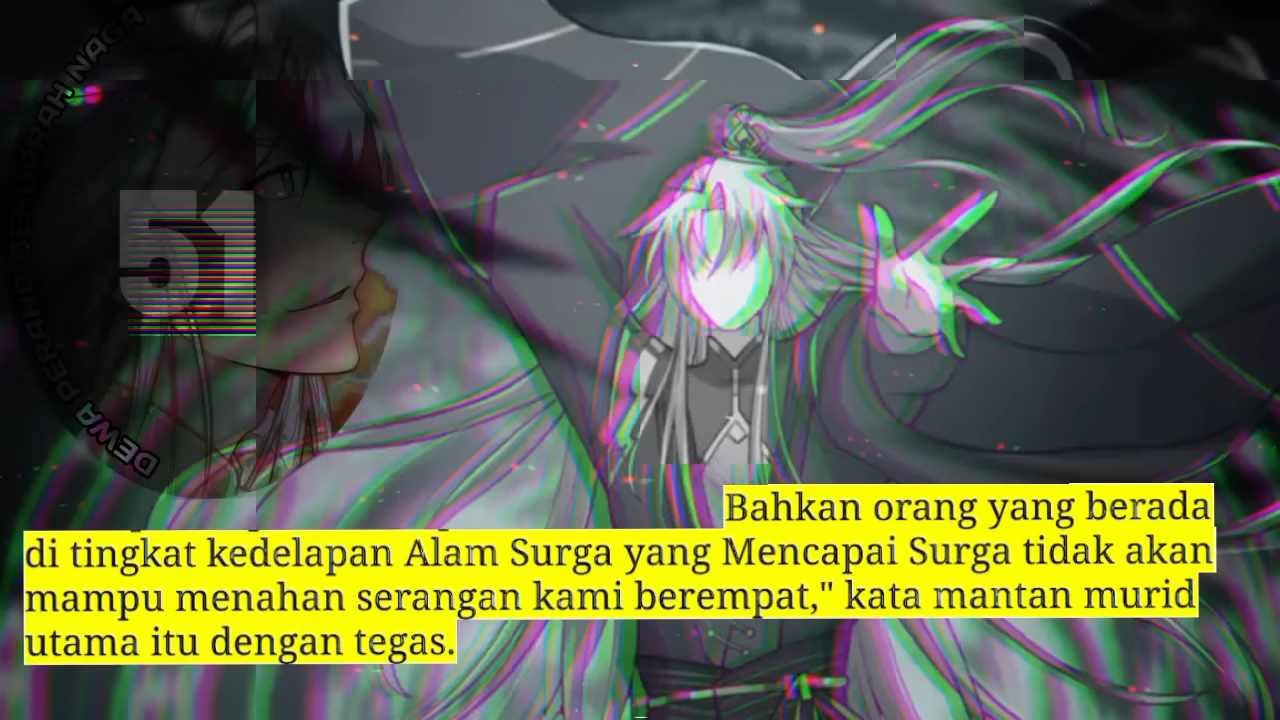 DEWA PERANG BERDARAH NAGA
51
Bahkan orang yang berada
di tingkat kedelapan Alam Surga yang Mencapai Surga tidak akan
mampu menahan serangan kami berempat," kata mantan murid
utama itu dengan tegas.